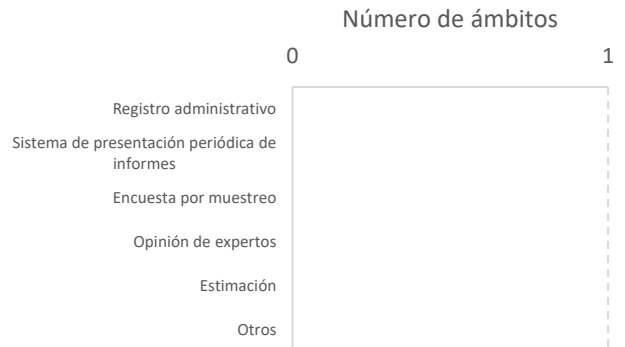 Número de ámbitos
0 1
Registro administrativo
Sistema de presentación periódica de
informes
Encuesta por muestreo
Opinión de expertos
Estimación
Otros